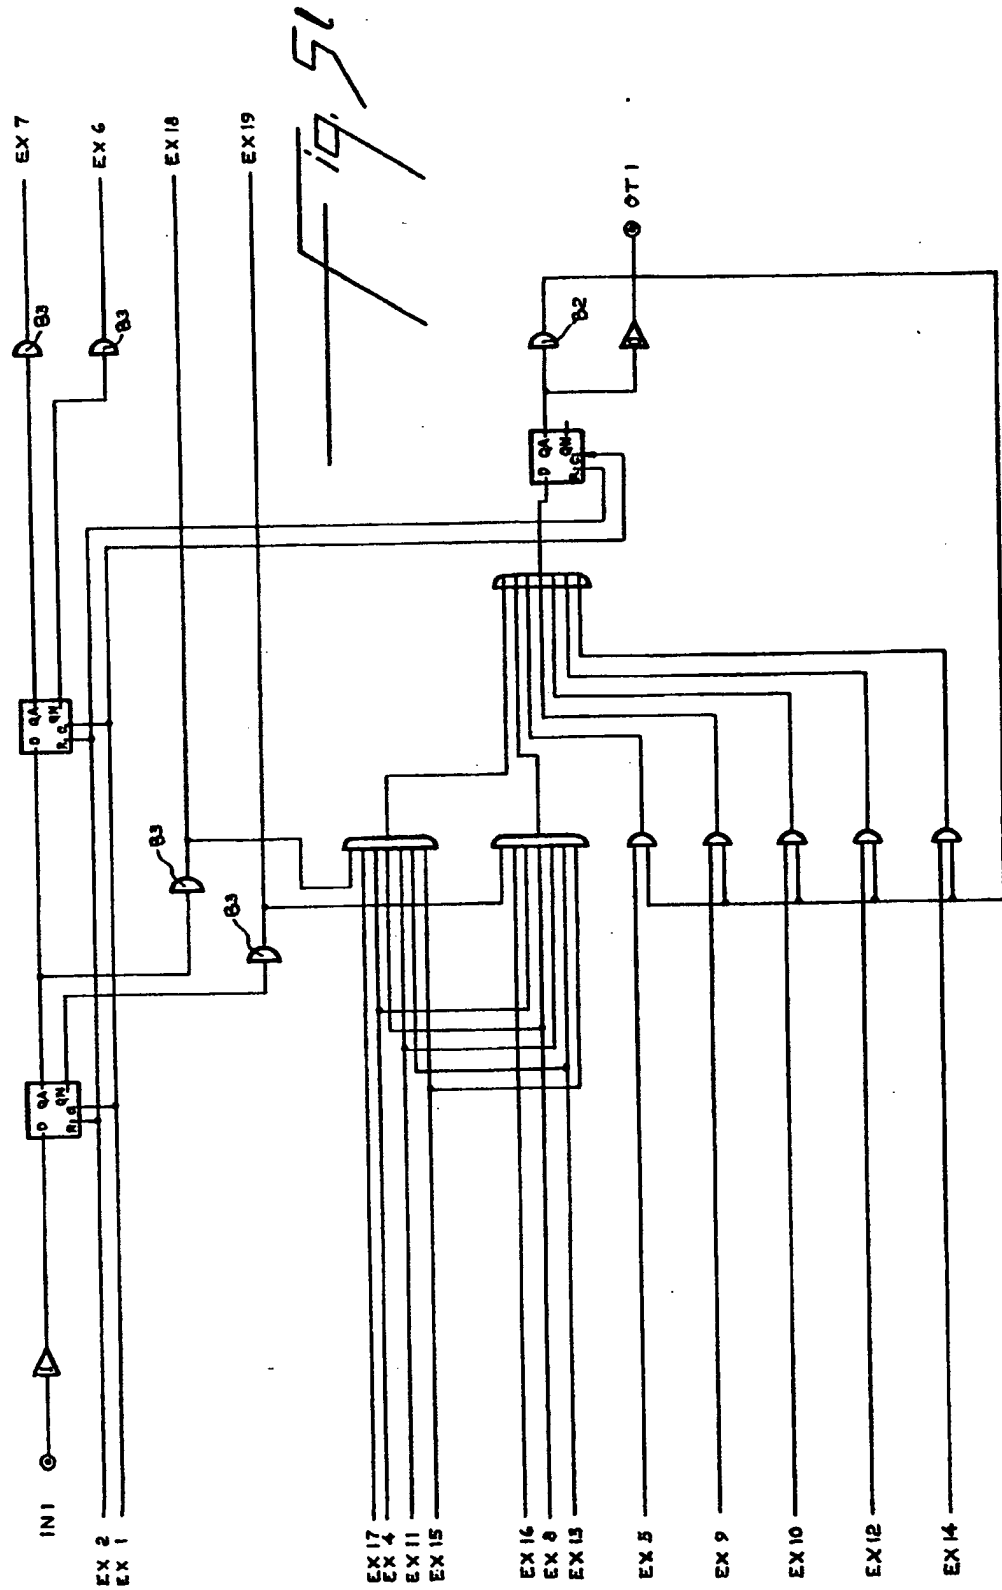 EX 7
EX 6
EX 18
EX 19
Fig. 5l
B3
B3
B3
B3
D QA
QN
R C
D QA
QN
R C
IN 1
EX 2
EX 1
OT 1
B2
D QA
QN
R C
EX 17
EX 4
EX 11
EX 15
EX 16
EX 8
EX 13
EX 5
EX 9
EX 10
EX 12
EX 14